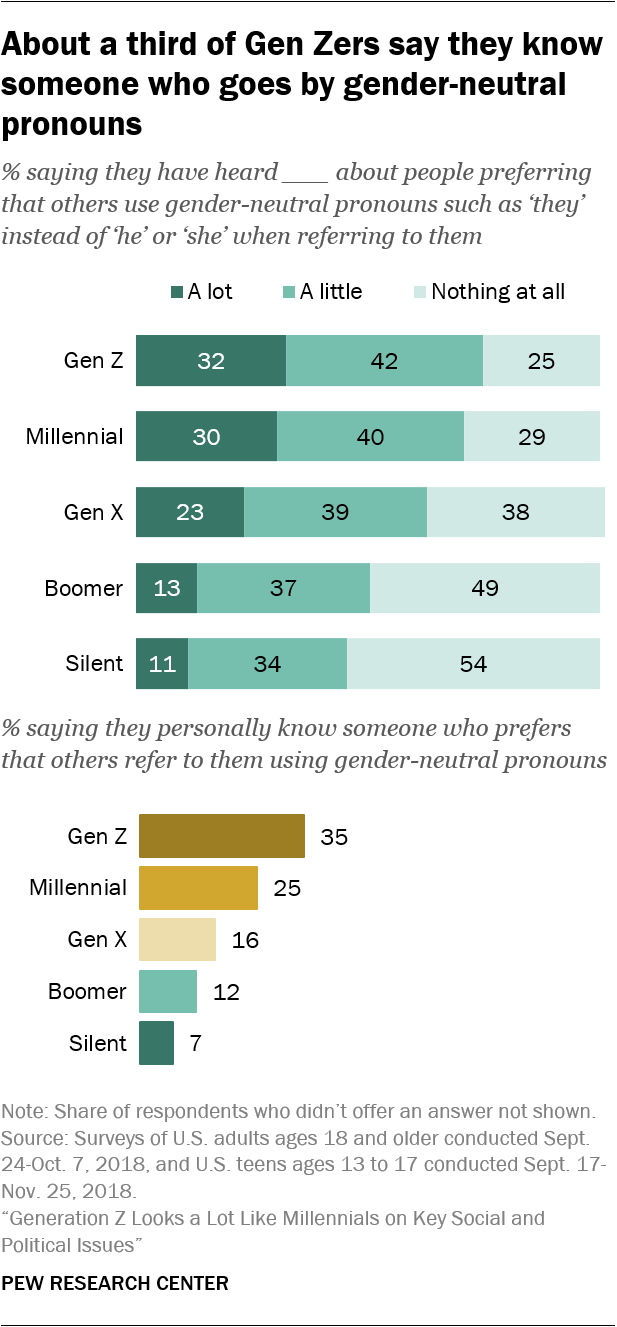 About a third of Gen Zers say they know
someone who goes by gender-neutral
pronouns
% saying they have heard ___ about people preferring
that others use gender-neutral pronouns such as ‘they’
instead of ‘he’ or ‘she’ when referring to them
A lot A little Nothing at all
Gen Z 32 42 25
Millennial 30 40 29
Gen X 23 39 38
Boomer 13 37 49
Silent 11 34 54
% saying they personally know someone who prefers
that others refer to them using gender-neutral pronouns
Gen Z 35
Millennial 25
Gen X 16
Boomer 12
Silent 7
Note: Share of respondents who didn’t offer an answer not shown.
Source: Surveys of U.S. adults ages 18 and older conducted Sept.
24-Oct. 7, 2018, and U.S. teens ages 13 to 17 conducted Sept. 17-
Nov. 25, 2018.
“Generation Z Looks a Lot Like Millennials on Key Social and
Political Issues”
PEW RESEARCH CENTER